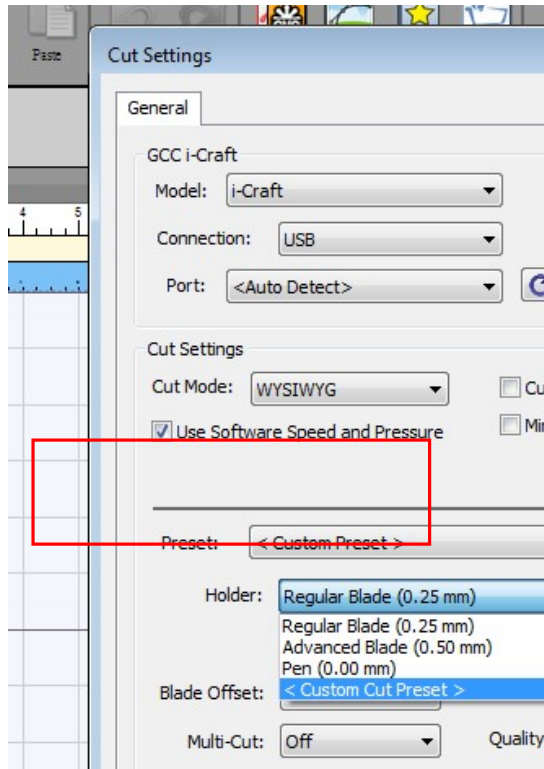 Paste
Cut Settings
General
GCC i-Craft
Model: i-Craft
4 5
Connection: USB
Port: <Auto Detect>
Cut Settings
Cut Mode: WYSIWYG Cu
Use Software Speed and Pressure Mir
Preset: < Custom Preset >
Holder: Regular Blade (0.25 mm)
Regular Blade (0.25 mm)
Advanced Blade (0.50 mm)
Pen (0.00 mm)
Blade Offset: < Custom Cut Preset >
Multi-Cut: Off Quality